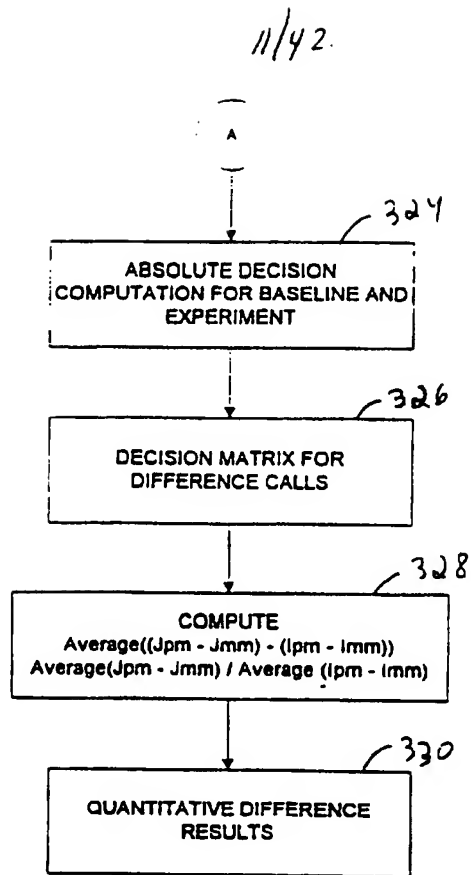 11/42.
A
324
ABSOLUTE DECISION
COMPUTATION FOR BASELINE AND
EXPERIMENT
326
DECISION MATRIX FOR
DIFFERENCE CALLS
328
COMPUTE
Average((Jpm - Jmm) - (Ipm - Imm))
Average(Jpm - Jmm) / Average (Ipm - Imm)
330
QUANTITATIVE DIFFERENCE
RESULTS